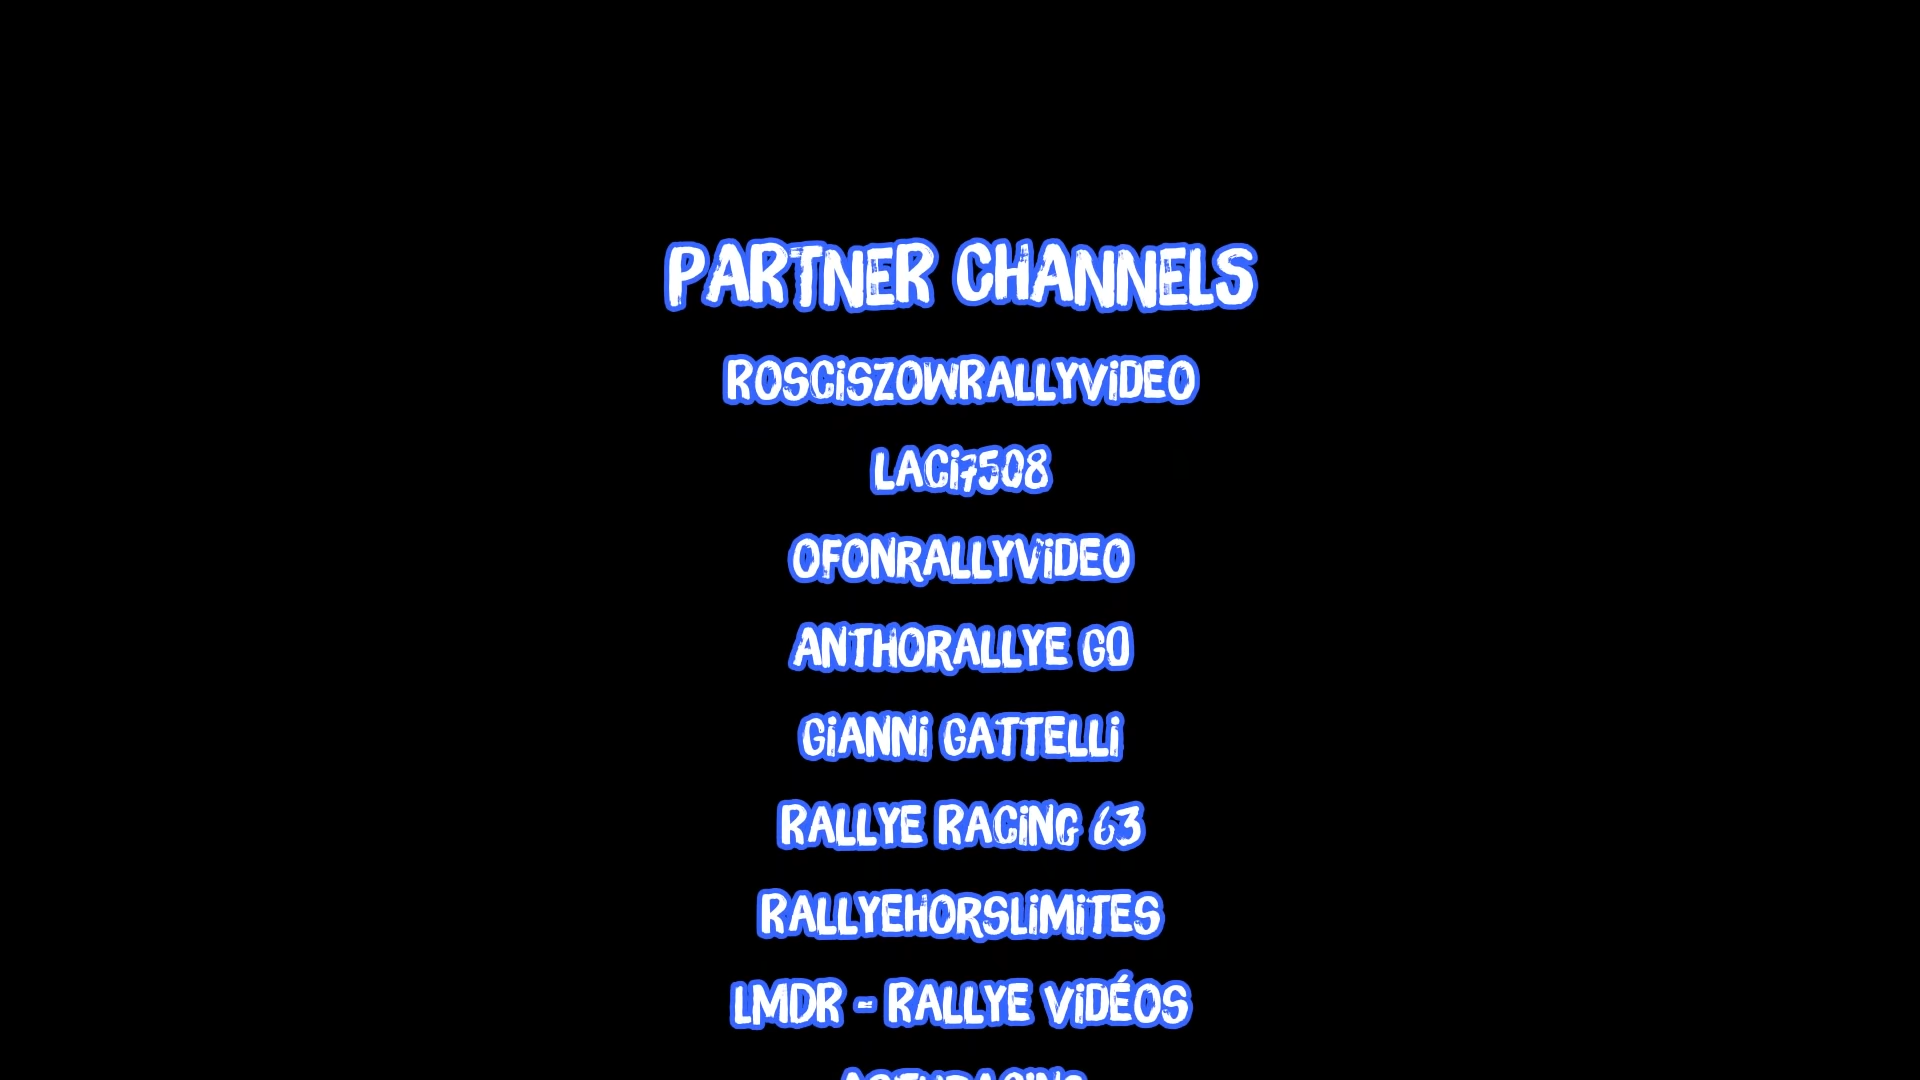 PARTNER CHANNELS
ROSCiSZOWRALLYViDEO
LACi7508
OFONRALLYViDEO
ANTHORALLYE GO
GiANNi GATTELLi
RALLYE RACiNG 63
RALLYEHORSLiMiTES
LMDR - RALLYE ViDÉOS